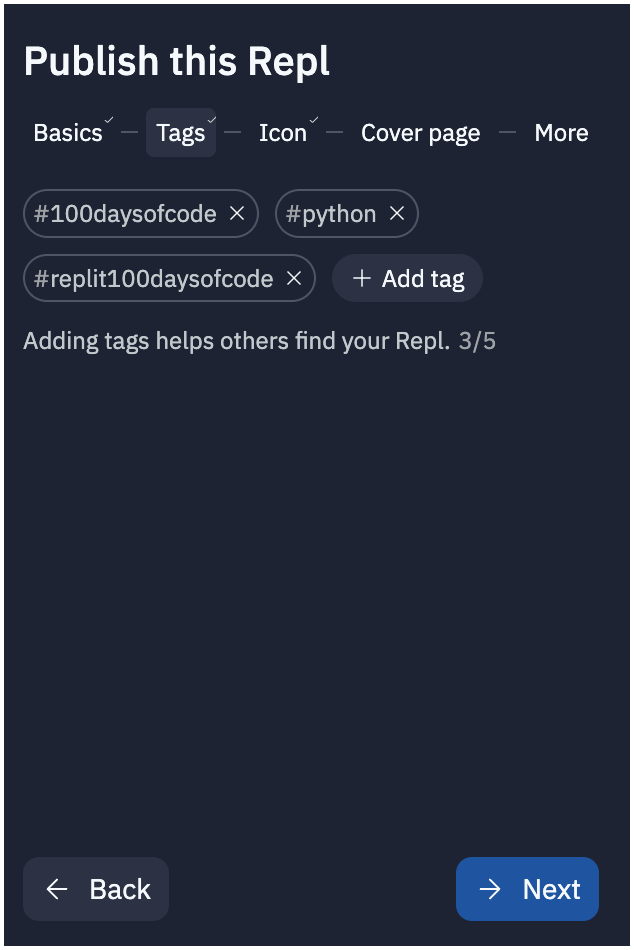 Publish this Repl
Basics — Tags — Icon — Cover page — More
#100daysofcode × #python ×
#replit100daysofcode × + Add tag
Adding tags helps others find your Repl. 3/5
← Back → Next